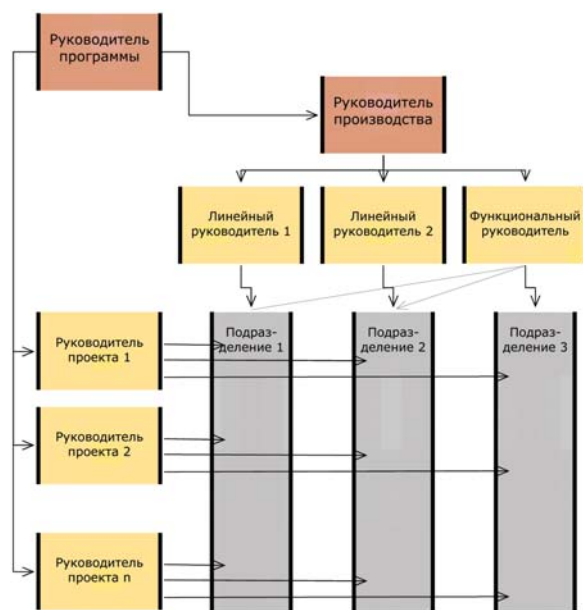 Руководитель
программы
Руководитель
производства
Линейный
руководитель 1
Линейный
руководитель 2
Функциональный
руководитель
Руководитель
проекта 1
Подраз-
деление 1
Подраз-
деление 2
Подраз-
деление 3
Руководитель
проекта 2
Руководитель
проекта n